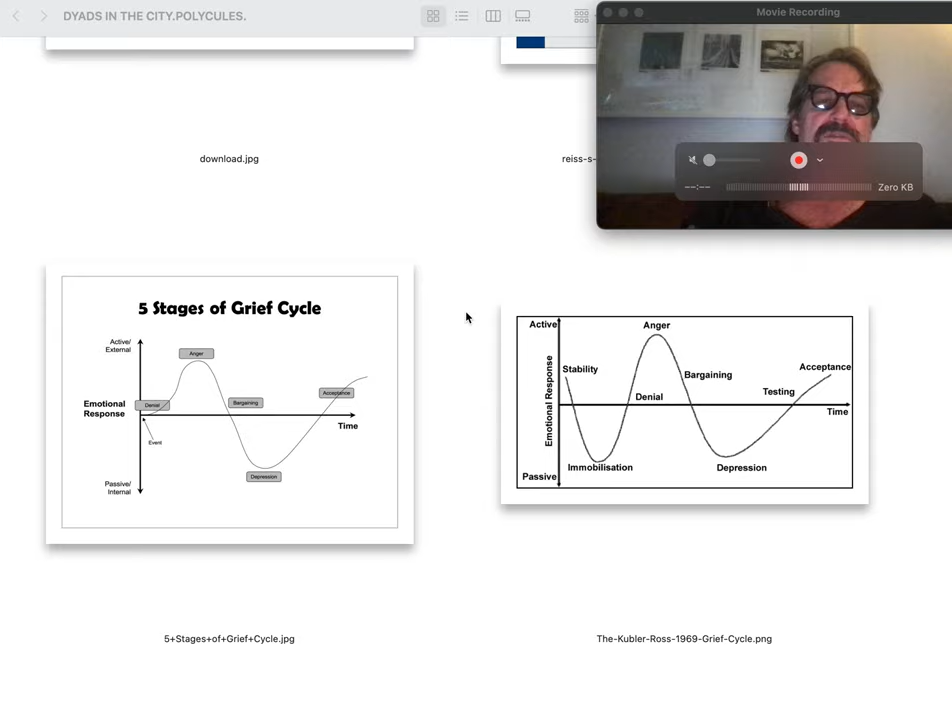 DYADS IN THE CITY.POLYCULES.
Movie Recording
--:--
Zero KB
download.jpg
reiss-s-
5 Stages of Grief Cycle
Active/
External
Anger
Denial
Bargaining
Acceptance
Emotional
Response
Time
Event
Depression
Passive/
Internal
5+Stages+of+Grief+Cycle.jpg
Active
Anger
Stability
Bargaining
Acceptance
Testing
Denial
Time
Emotional Response
Immobilisation
Depression
Passive
The-Kubler-Ross-1969-Grief-Cycle.png